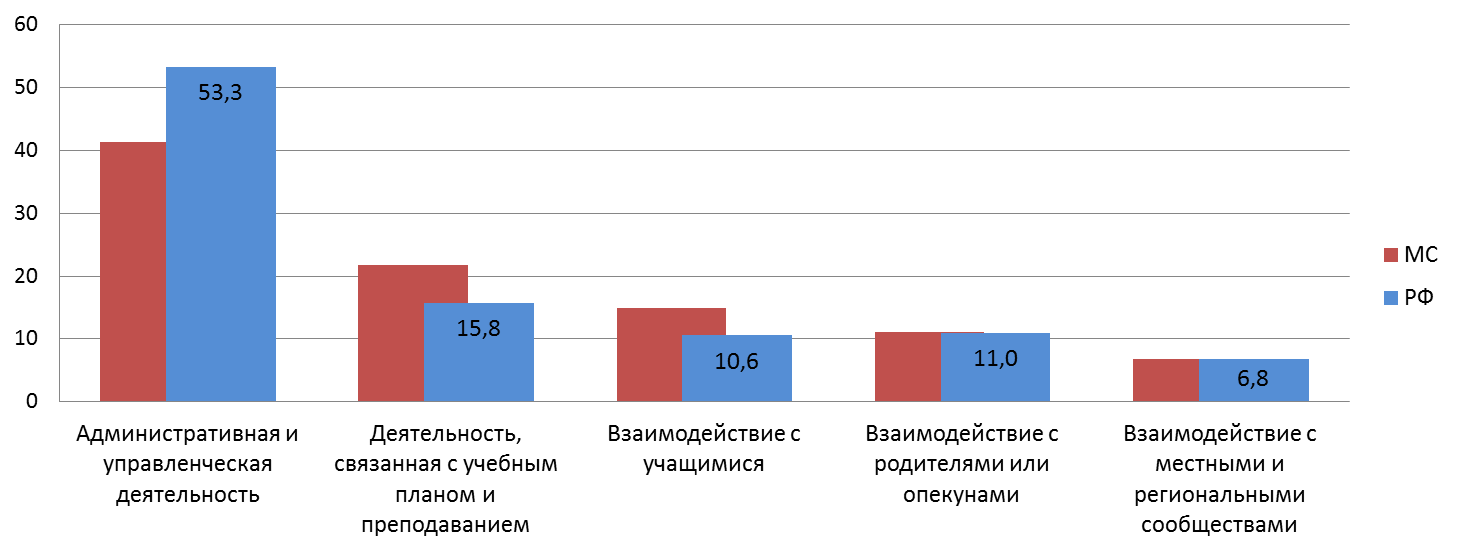 60
50
40
30
20
10
0
53,3
15,8
10,6
11,0
6,8
Административная и
управленческая
деятельность
Деятельность,
связанная с учебным
планом и
преподаванием
Взаимодействие с
учащимися
Взаимодействие с
родителями или
опекунами
Взаимодействие с
местными и
региональными
сообществами
МС
РФ